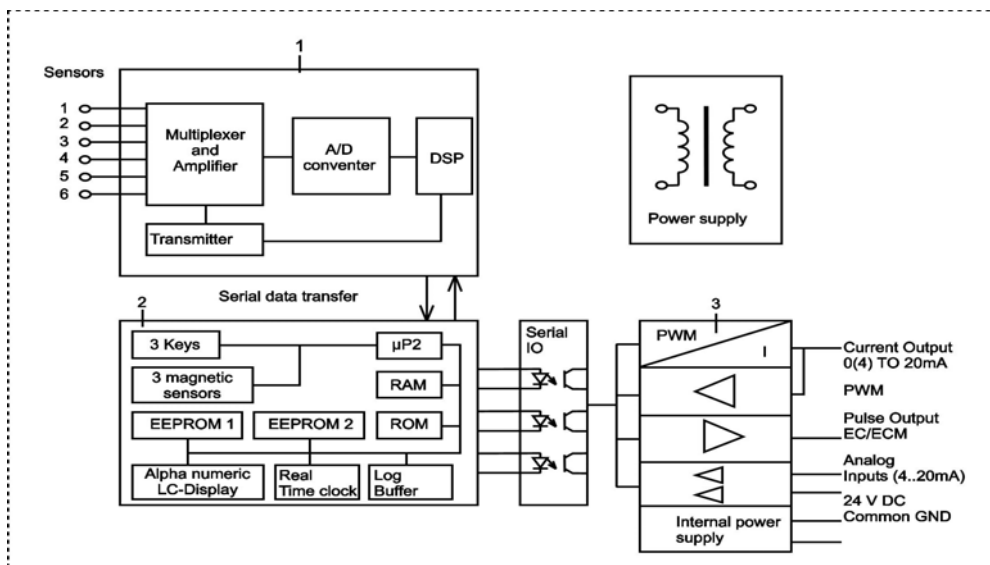 1
Sensors
1
2
3
4
5
6
Multiplexer
and
Amplifier
A/D
conventer
DSP
Transmitter
Power supply
Serial data transfer
2
3 Keys
µP2
3 magnetic
sensors
RAM
EEPROM 1
EEPROM 2
ROM
Alpha numeric
LC-Display
Real
Time clock
Log
Buffer
Serial
IO
3
PWM
I
Internal power
supply
Current Output
0(4) TO 20mA
PWM
Pulse Output
EC/ECM
Analog
Inputs (4..20mA)
24 V DC
Common GND